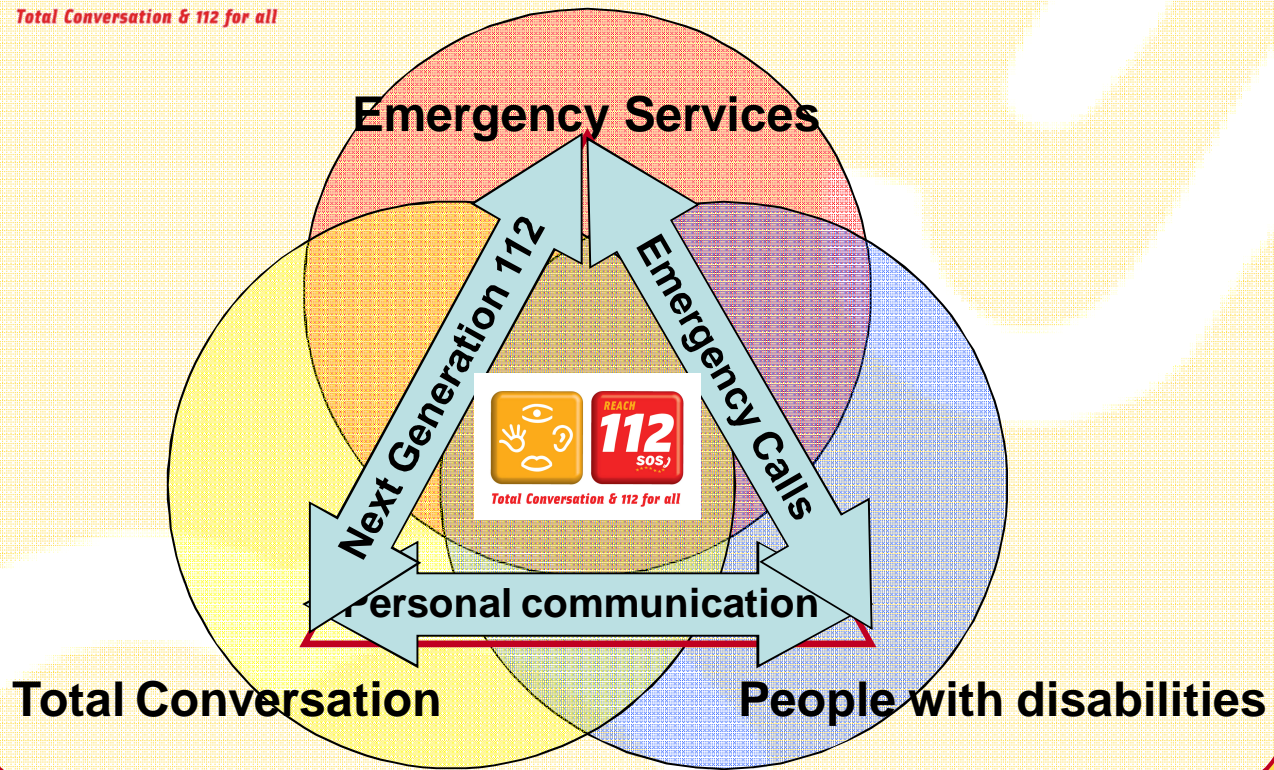 Total Conversation & 112 for all
Emergency Services
Next Generation 112
Emergency Calls
REACH
112
SOS
Total Conversation & 112 for all
Personal communication
Total Conversation
People with disabilities